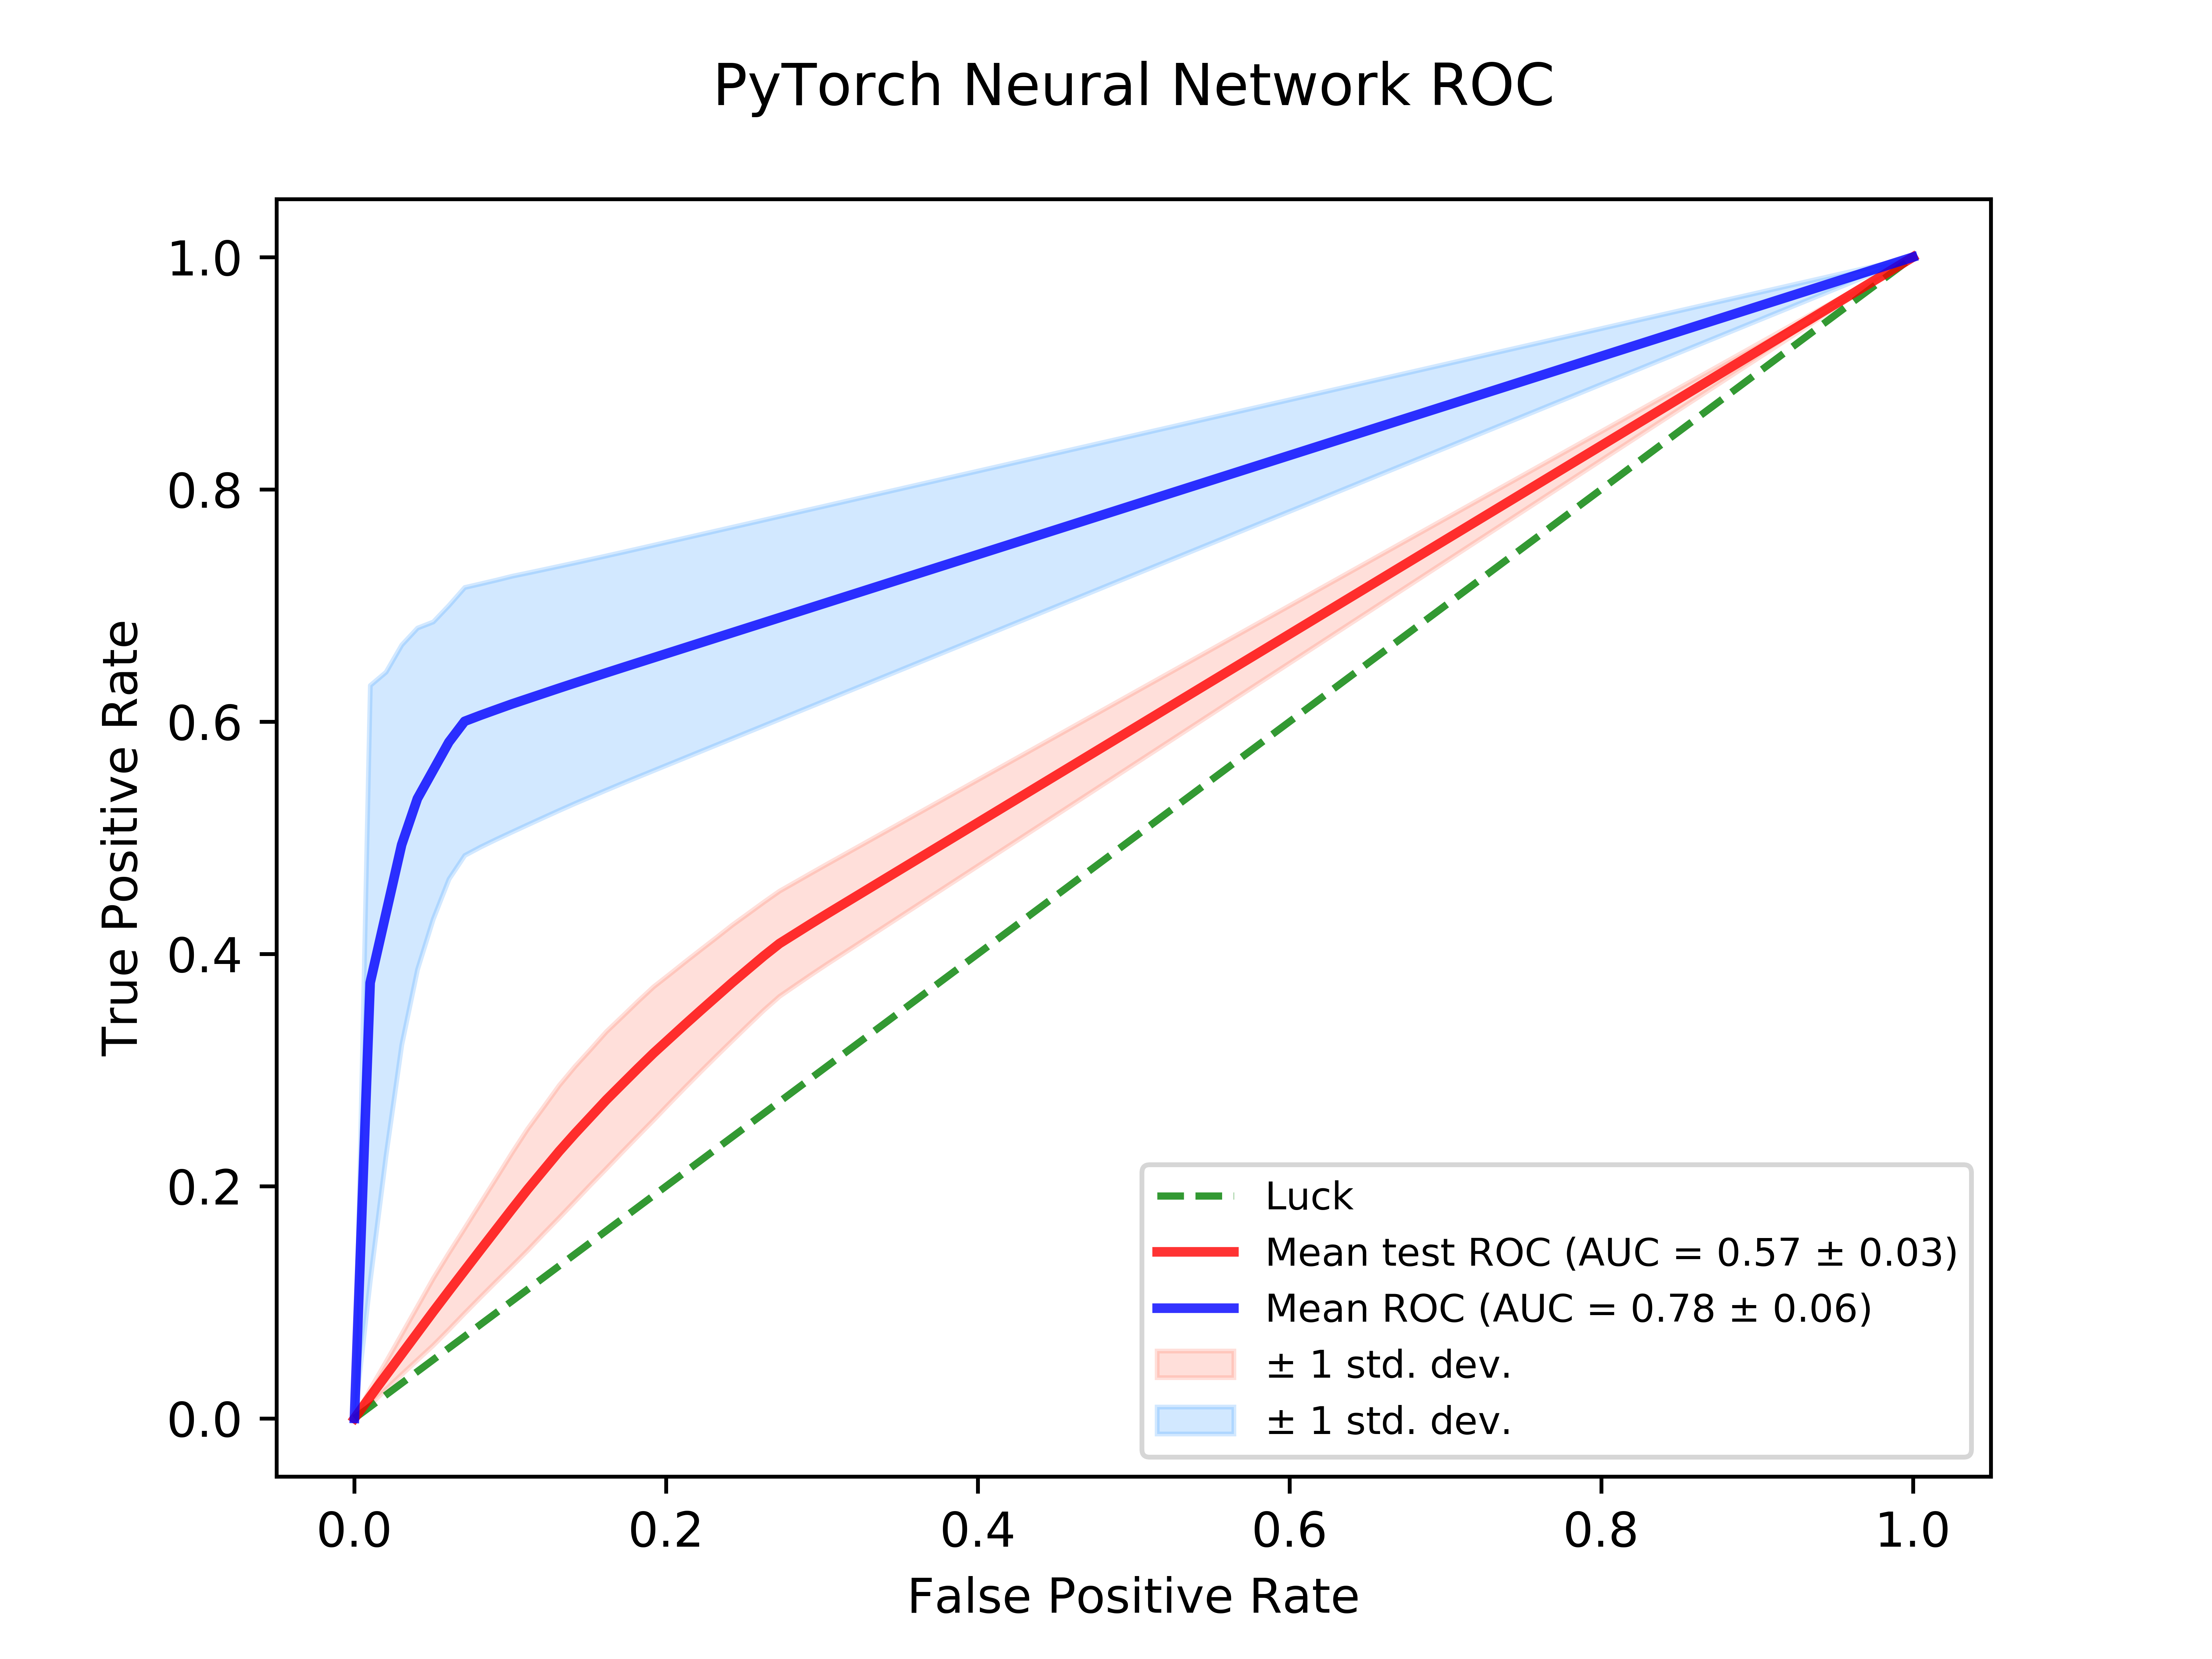 PyTorch Neural Network ROC
True Positive Rate
1.0
0.8
0.6
0.4
0.2
0.0
0.0 0.2 0.4 0.6 0.8 1.0
False Positive Rate
Luck
Mean test ROC (AUC = 0.57 ± 0.03)
Mean ROC (AUC = 0.78 ± 0.06)
± 1 std. dev.
± 1 std. dev.